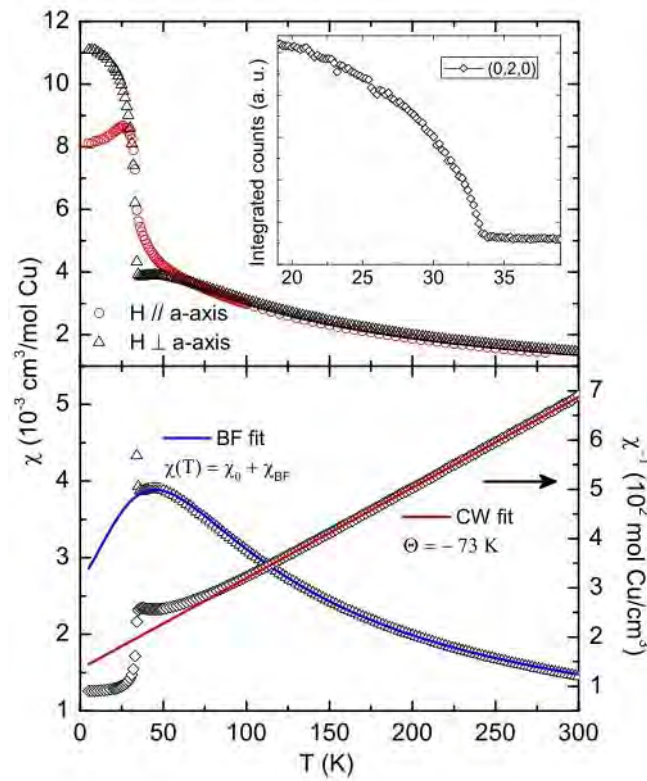 12
10
8
6
4
2
Integrated counts (a. u.)
(0,2,0)
20 25 30 35
H // a-axis
H ⊥ a-axis
χ (10⁻³ cm³/mol Cu)
5
4
3
2
1
BF fit
χ(T) = χ₀ + χ_BF
CW fit
Θ = − 73 K
7
6
5
4
3
2
1
χ⁻¹ (10² mol Cu/cm³)
0 50 100 150 200 250 300
T (K)